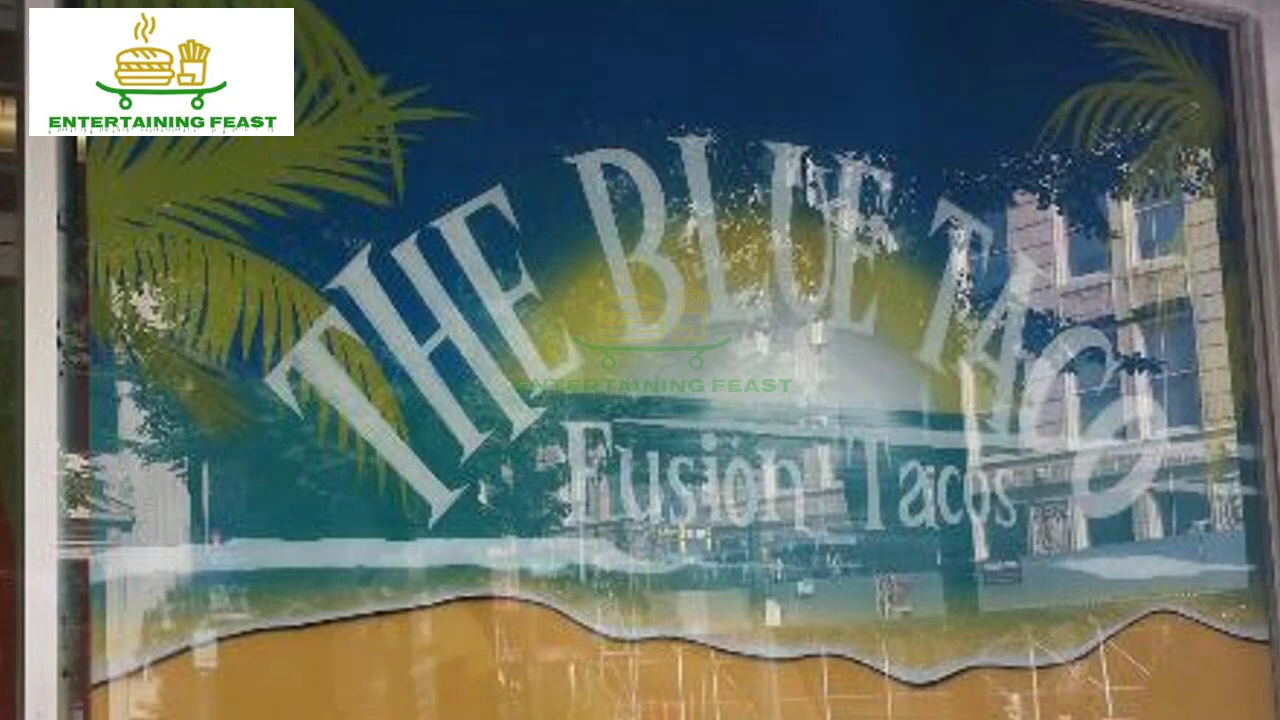 ENTERTAINING FEAST
THE BLUE TACO
ENTERTAINING FEAST
Fusion Tacos